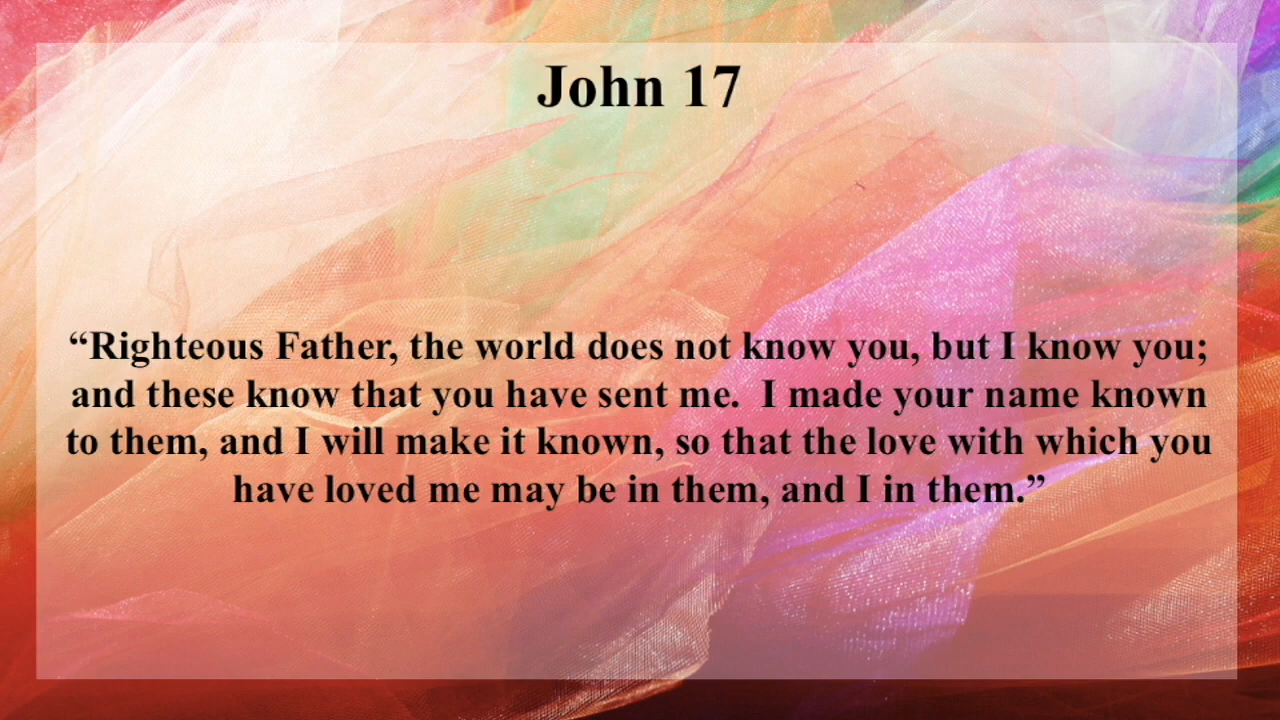 John 17
“Righteous Father, the world does not know you, but I know you;
and these know that you have sent me.  I made your name known
to them, and I will make it known, so that the love with which you
have loved me may be in them, and I in them.”